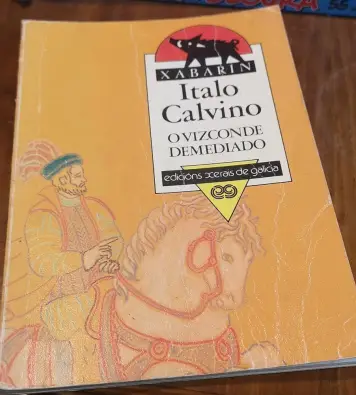 XABARÍN
Italo
Calvino
O VIZCONDE
DEMEDIADO
edicións xerais de galicia